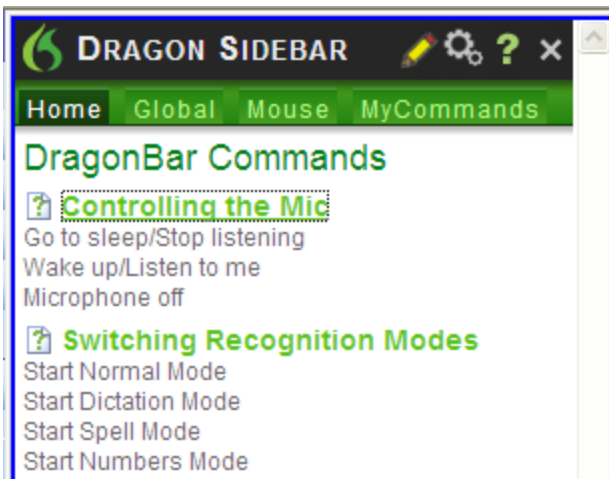 DRAGON SIDEBAR ?
Home Global Mouse MyCommands
DragonBar Commands
Controlling the Mic
Go to sleep/Stop listening
Wake up/Listen to me
Microphone off
Switching Recognition Modes
Start Normal Mode
Start Dictation Mode
Start Spell Mode
Start Numbers Mode